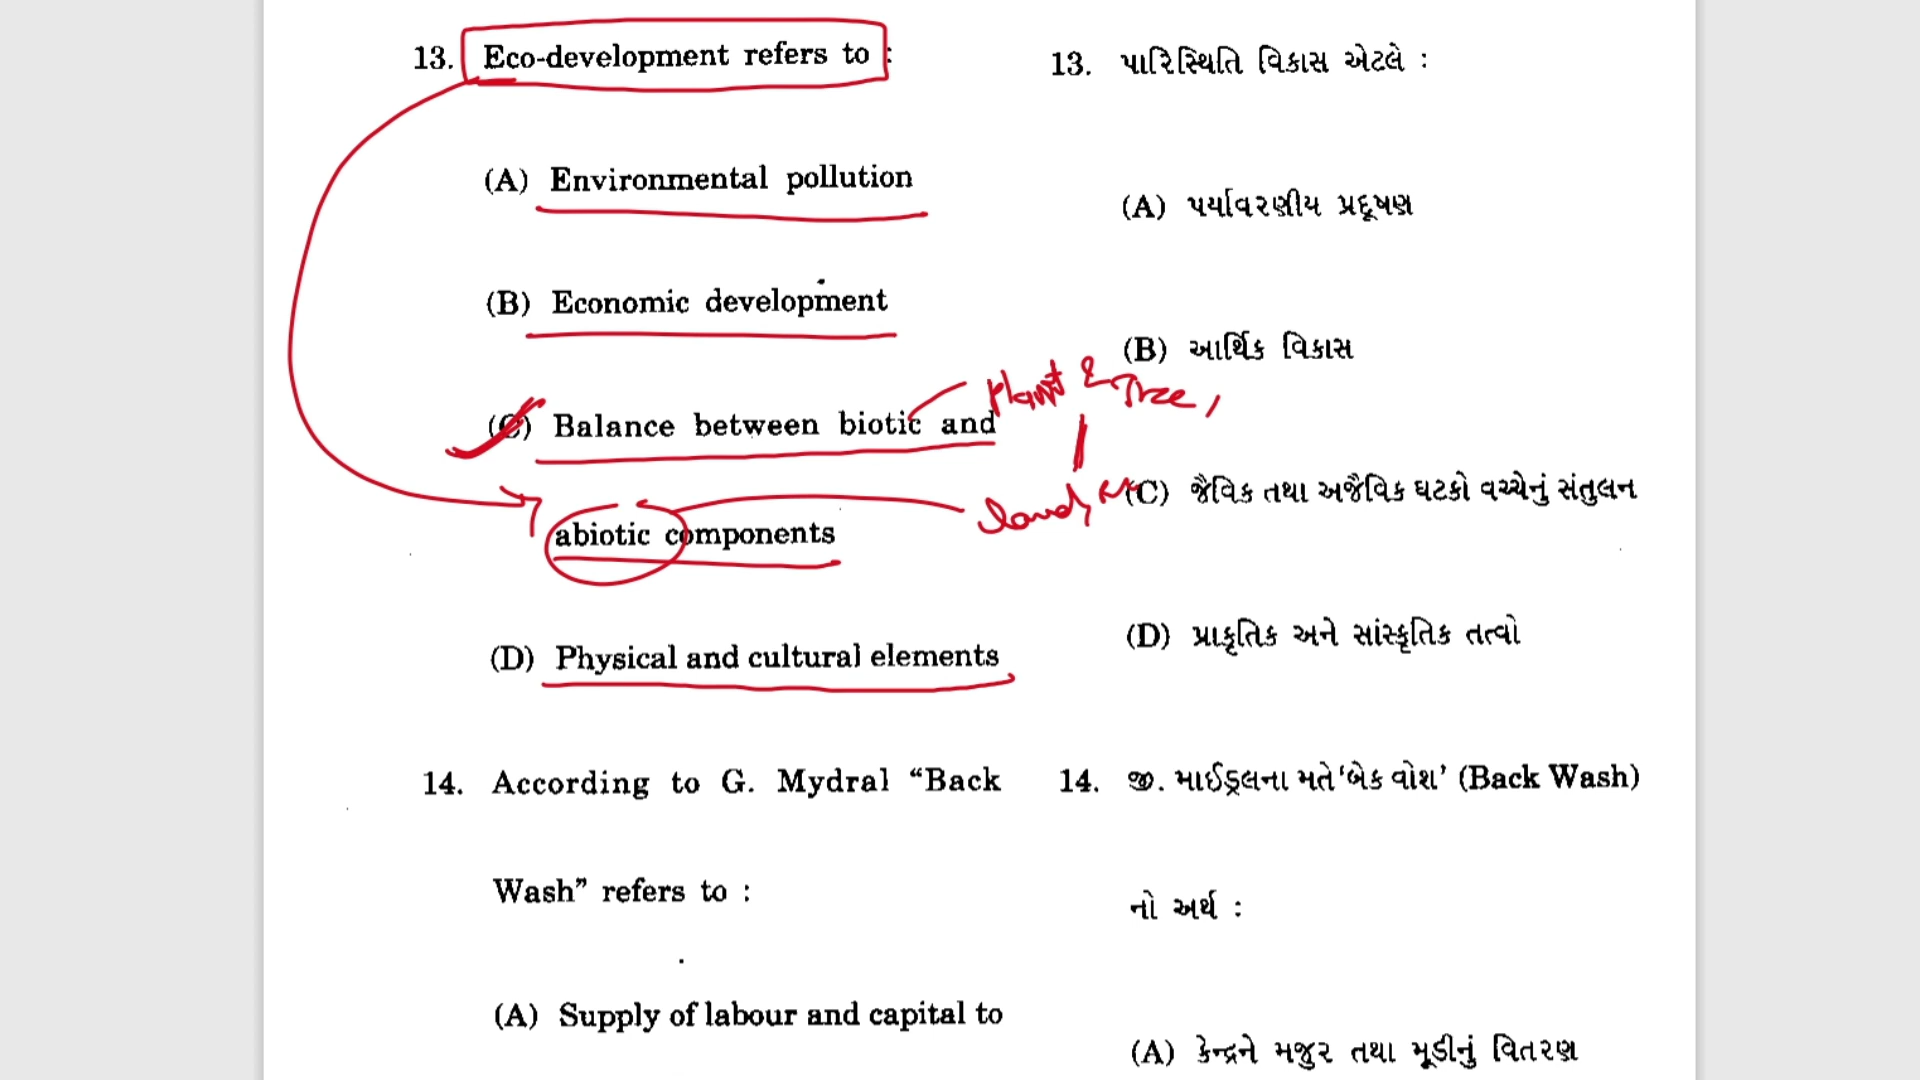 13. Eco-development refers to :
(A) Environmental pollution
(B) Economic development
(C) Balance between biotic and
abiotic components
(D) Physical and cultural elements
14. According to G. Mydral “Back
Wash” refers to :
(A) Supply of labour and capital to
Plant & Tree,
Land,
13. પારિસ્થિતિ વિકાસ એટલે :
(A) પર્યાવરણીય પ્રદૂષણ
(B) આર્થિક વિકાસ
(C) જૈવિક તથા અજૈવિક ઘટકો વચ્ચેનું સંતુલન
(D) પ્રાકૃતિક અને સાંસ્કૃતિક તત્વો
14. જી. માઈડ્રલના મતે ‘બેક વોશ’ (Back Wash)
નો અર્થ :
(A) કેન્દ્રને મજુર તથા મૂડીનું વિતરણ